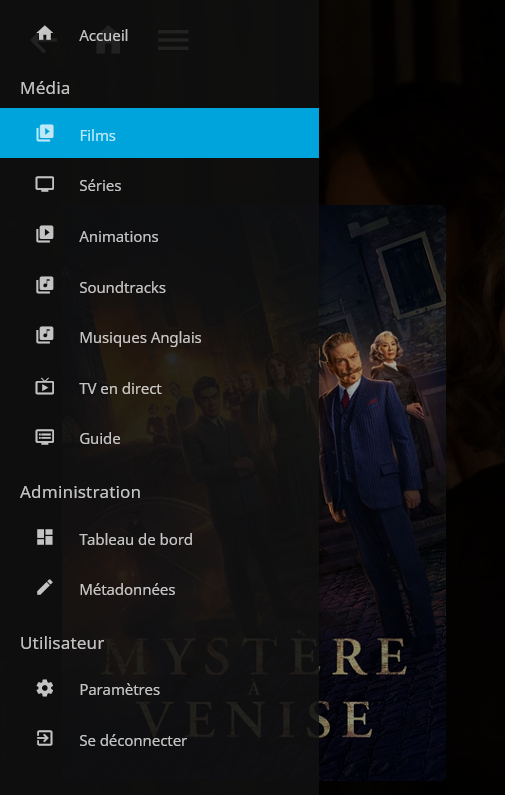 Accueil
Média
Films
Séries
Animations
Soundtracks
Musiques Anglais
TV en direct
Guide
Administration
Tableau de bord
Métadonnées
Utilisateur
MYSTÈRE
Paramètres
À
VENISE
Se déconnecter